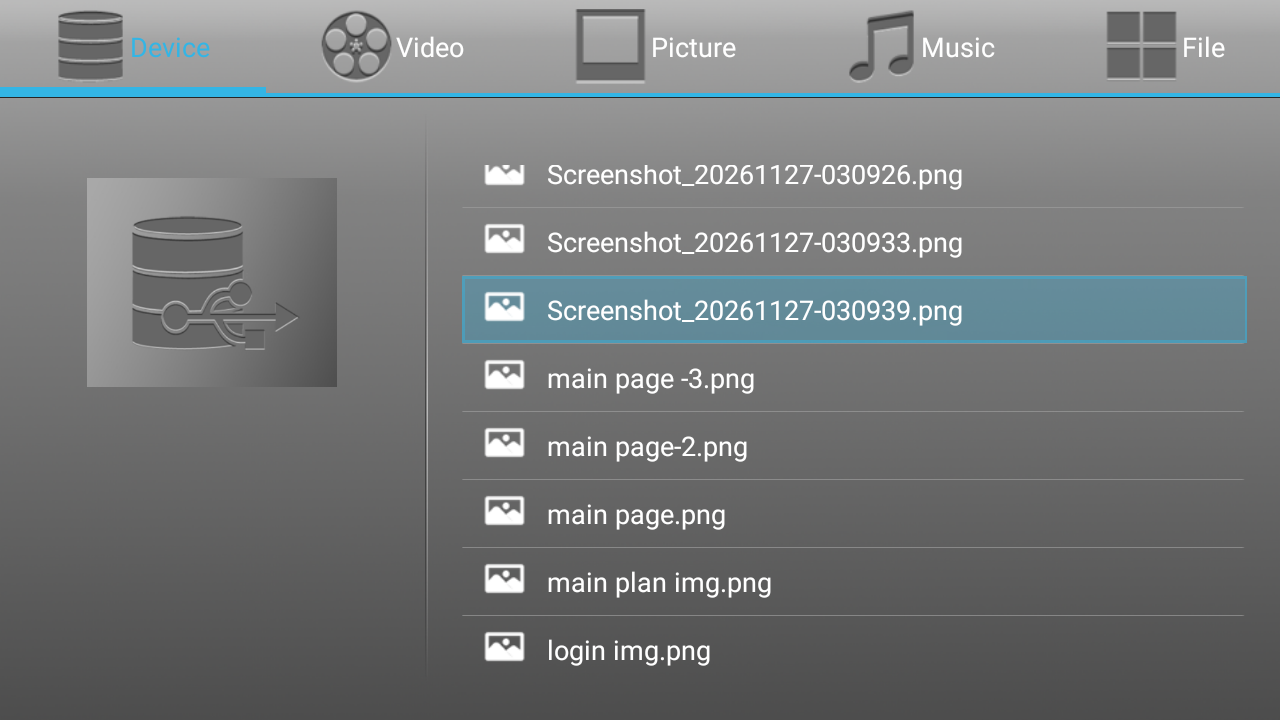 Device
Video
Picture
Music
File
Screenshot_20261127-030926.png
Screenshot_20261127-030933.png
Screenshot_20261127-030939.png
main page -3.png
main page-2.png
main page.png
main plan img.png
login img.png